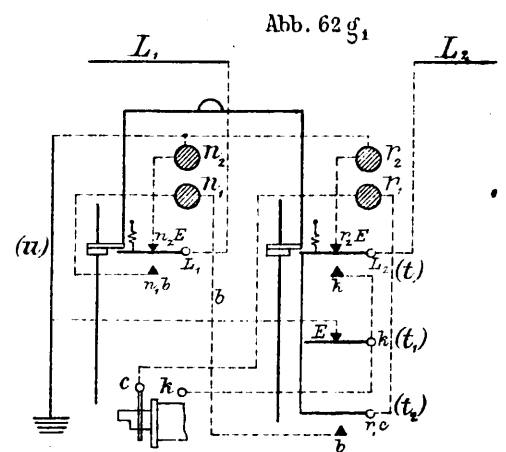 Abb. 62 g₁
L₁ L₂
n₂ r₂
n₁ r₁
(u) n₂E r₂E
L₁ L₂ (t)
n₁b b k
E k (t₁)
c k (t₂)
r₁c
b